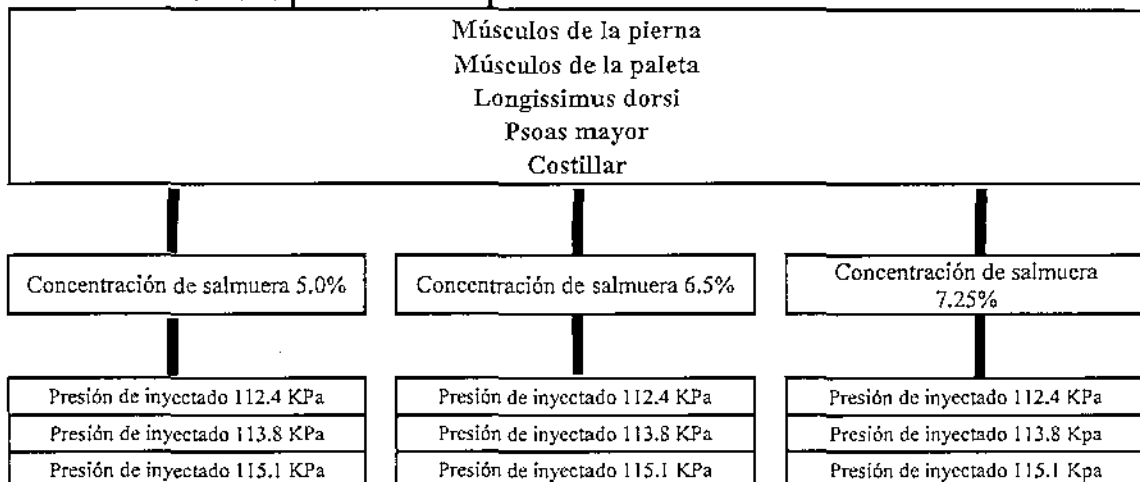 Músculos de la pierna
Músculos de la paleta
Longissimus dorsi
Psoas mayor
Costillar
Concentración de salmuera 5.0%
Concentración de salmuera 6.5%
Concentración de salmuera
7.25%
Presión de inyectado 112.4 KPa
Presión de inyectado 112.4 KPa
Presión de inyectado 112.4 KPa
Presión de inyectado 113.8 KPa
Presión de inyectado 113.8 KPa
Presión de inyectado 113.8 Kpa
Presión de inyectado 115.1 KPa
Presión de inyectado 115.1 KPa
Presión de inyectado 115.1 Kpa